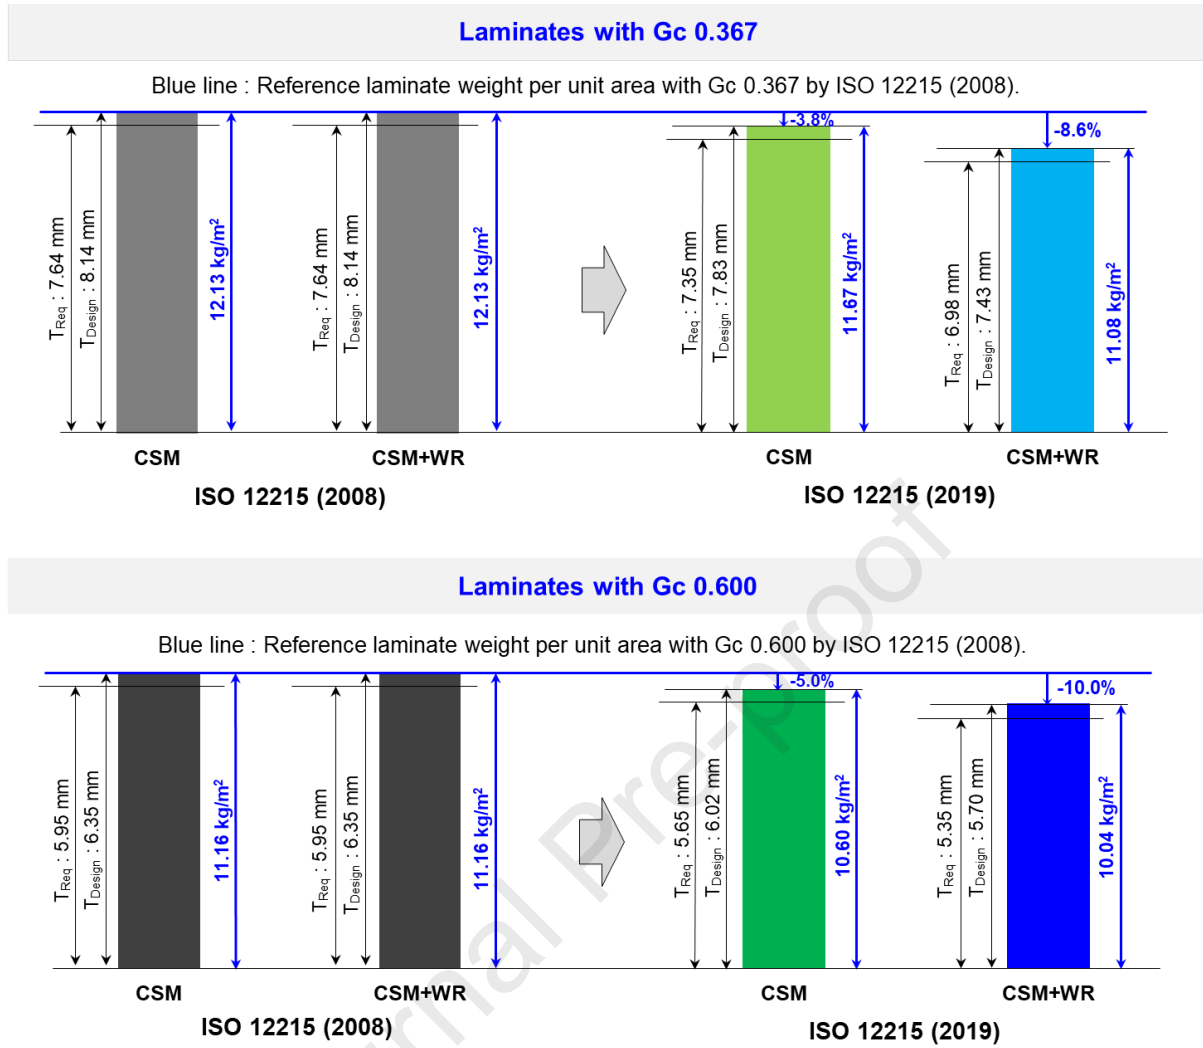 Laminates with Gc 0.367
Blue line : Reference laminate weight per unit area with Gc 0.367 by ISO 12215 (2008).
-3.8%
-8.6%
TReq : 7.64 mm
TDesign : 8.14 mm
12.13 kg/m²
TReq : 7.64 mm
TDesign : 8.14 mm
12.13 kg/m²
TReq : 7.35 mm
TDesign : 7.83 mm
11.67 kg/m²
TReq : 6.98 mm
TDesign : 7.43 mm
11.08 kg/m²
CSM
CSM+WR
CSM
CSM+WR
ISO 12215 (2008)
ISO 12215 (2019)
Laminates with Gc 0.600
Blue line : Reference laminate weight per unit area with Gc 0.600 by ISO 12215 (2008).
-5.0%
-10.0%
TReq : 5.95 mm
TDesign : 6.35 mm
11.16 kg/m²
TReq : 5.95 mm
TDesign : 6.35 mm
11.16 kg/m²
TReq : 5.65 mm
TDesign : 6.02 mm
10.60 kg/m²
TReq : 5.35 mm
TDesign : 5.70 mm
10.04 kg/m²
CSM
CSM+WR
CSM
CSM+WR
ISO 12215 (2008)
ISO 12215 (2019)
rnal Pre-proof